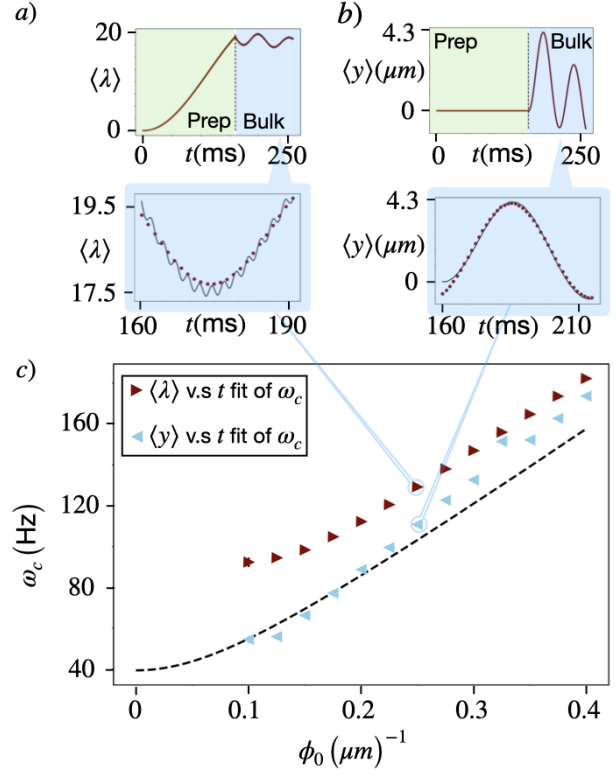 a)
20
⟨λ⟩
0
Prep
Bulk
0
t(ms)
250
b)
4.3
⟨y⟩(μm)
0
Prep
Bulk
0
t(ms)
250
19.5
⟨λ⟩
17.5
160
t(ms)
190
4.3
⟨y⟩(μm)
0
160
t(ms)
210
c)
⟨λ⟩ v.s t fit of ω_c
⟨y⟩ v.s t fit of ω_c
160
120
80
40
ω_c (Hz)
0
0.1
0.2
0.3
0.4
ϕ_0 (μm)^{-1}